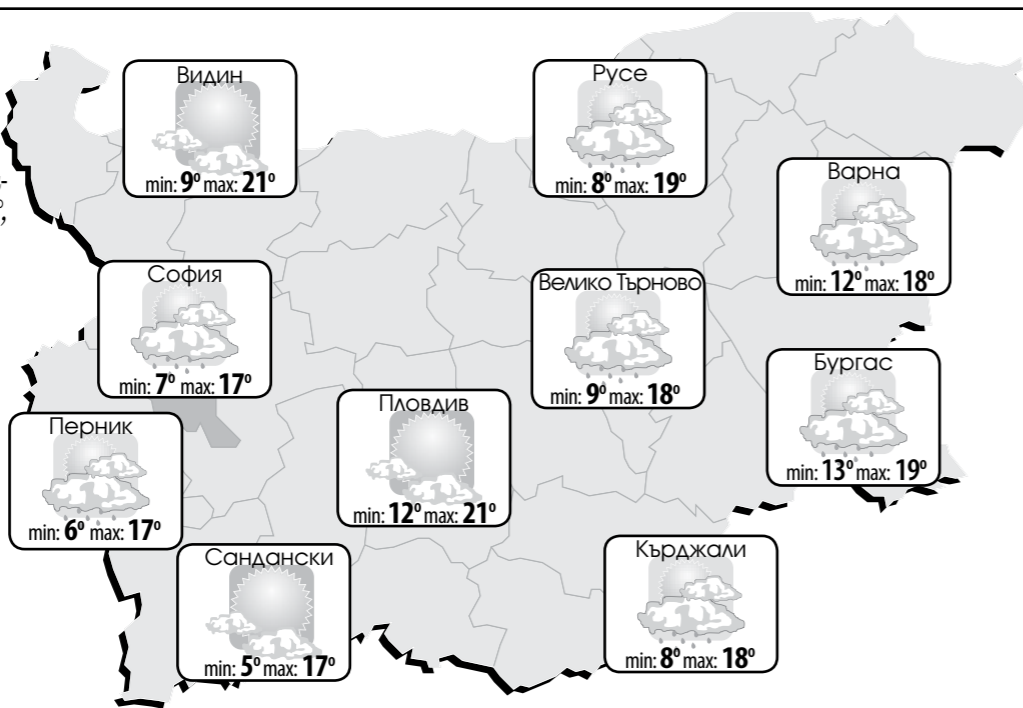 Видин
min: 9° max: 21°
Русе
min: 8° max: 19°
Варна
min: 12° max: 18°
София
min: 7° max: 17°
Велико Търново
min: 9° max: 18°
Бургас
min: 13° max: 19°
Пловдив
min: 12° max: 21°
Перник
min: 6° max: 17°
Сандански
min: 5° max: 17°
Кърджали
min: 8° max: 18°